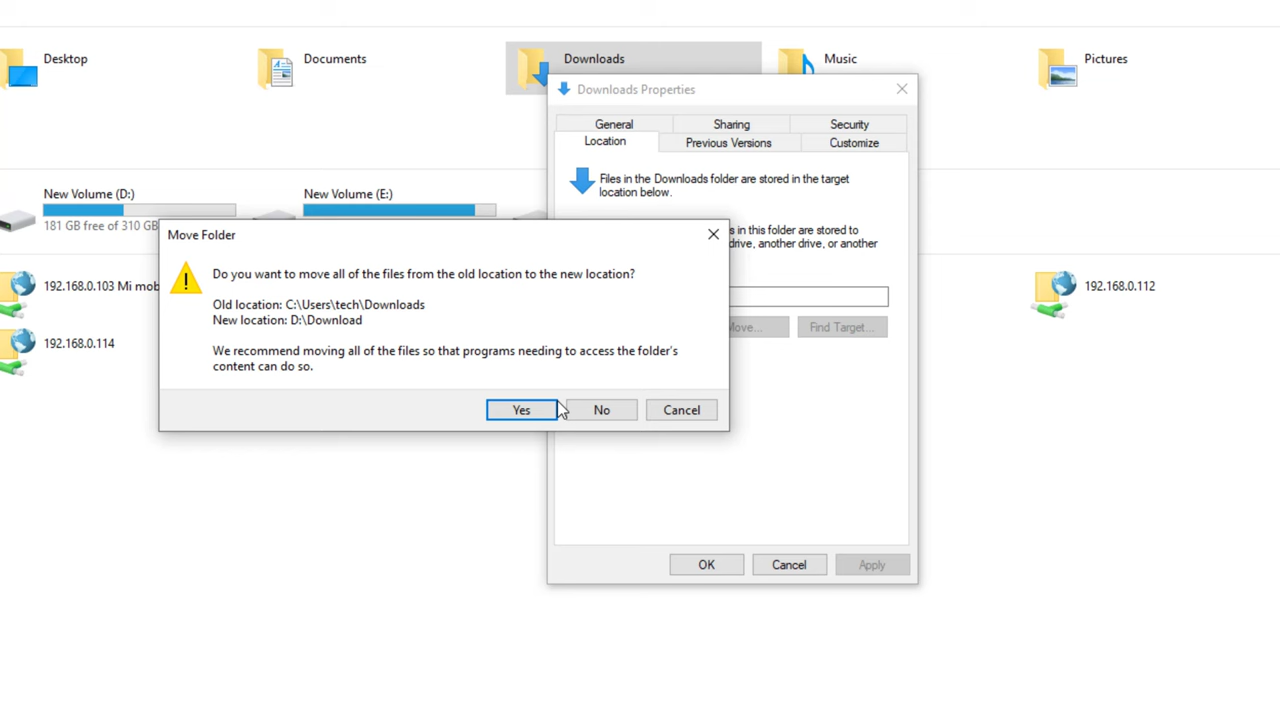 Desktop
Documents
Downloads
Music
Pictures
Downloads Properties
General
Sharing
Security
Location
Previous Versions
Customize
Files in the Downloads folder are stored in the target
location below.
New Volume (D:)
181 GB free of 310 GB
New Volume (E:)
s in this folder are stored to
drive, another drive, or another
Move...
Find Target...
Move Folder
Do you want to move all of the files from the old location to the new location?
Old location: C:\Users\tech\Downloads
New location: D:\Download
We recommend moving all of the files so that programs needing to access the folder's
content can do so.
Yes
No
Cancel
192.168.0.103 Mi mob
192.168.0.112
192.168.0.114
OK
Cancel
Apply